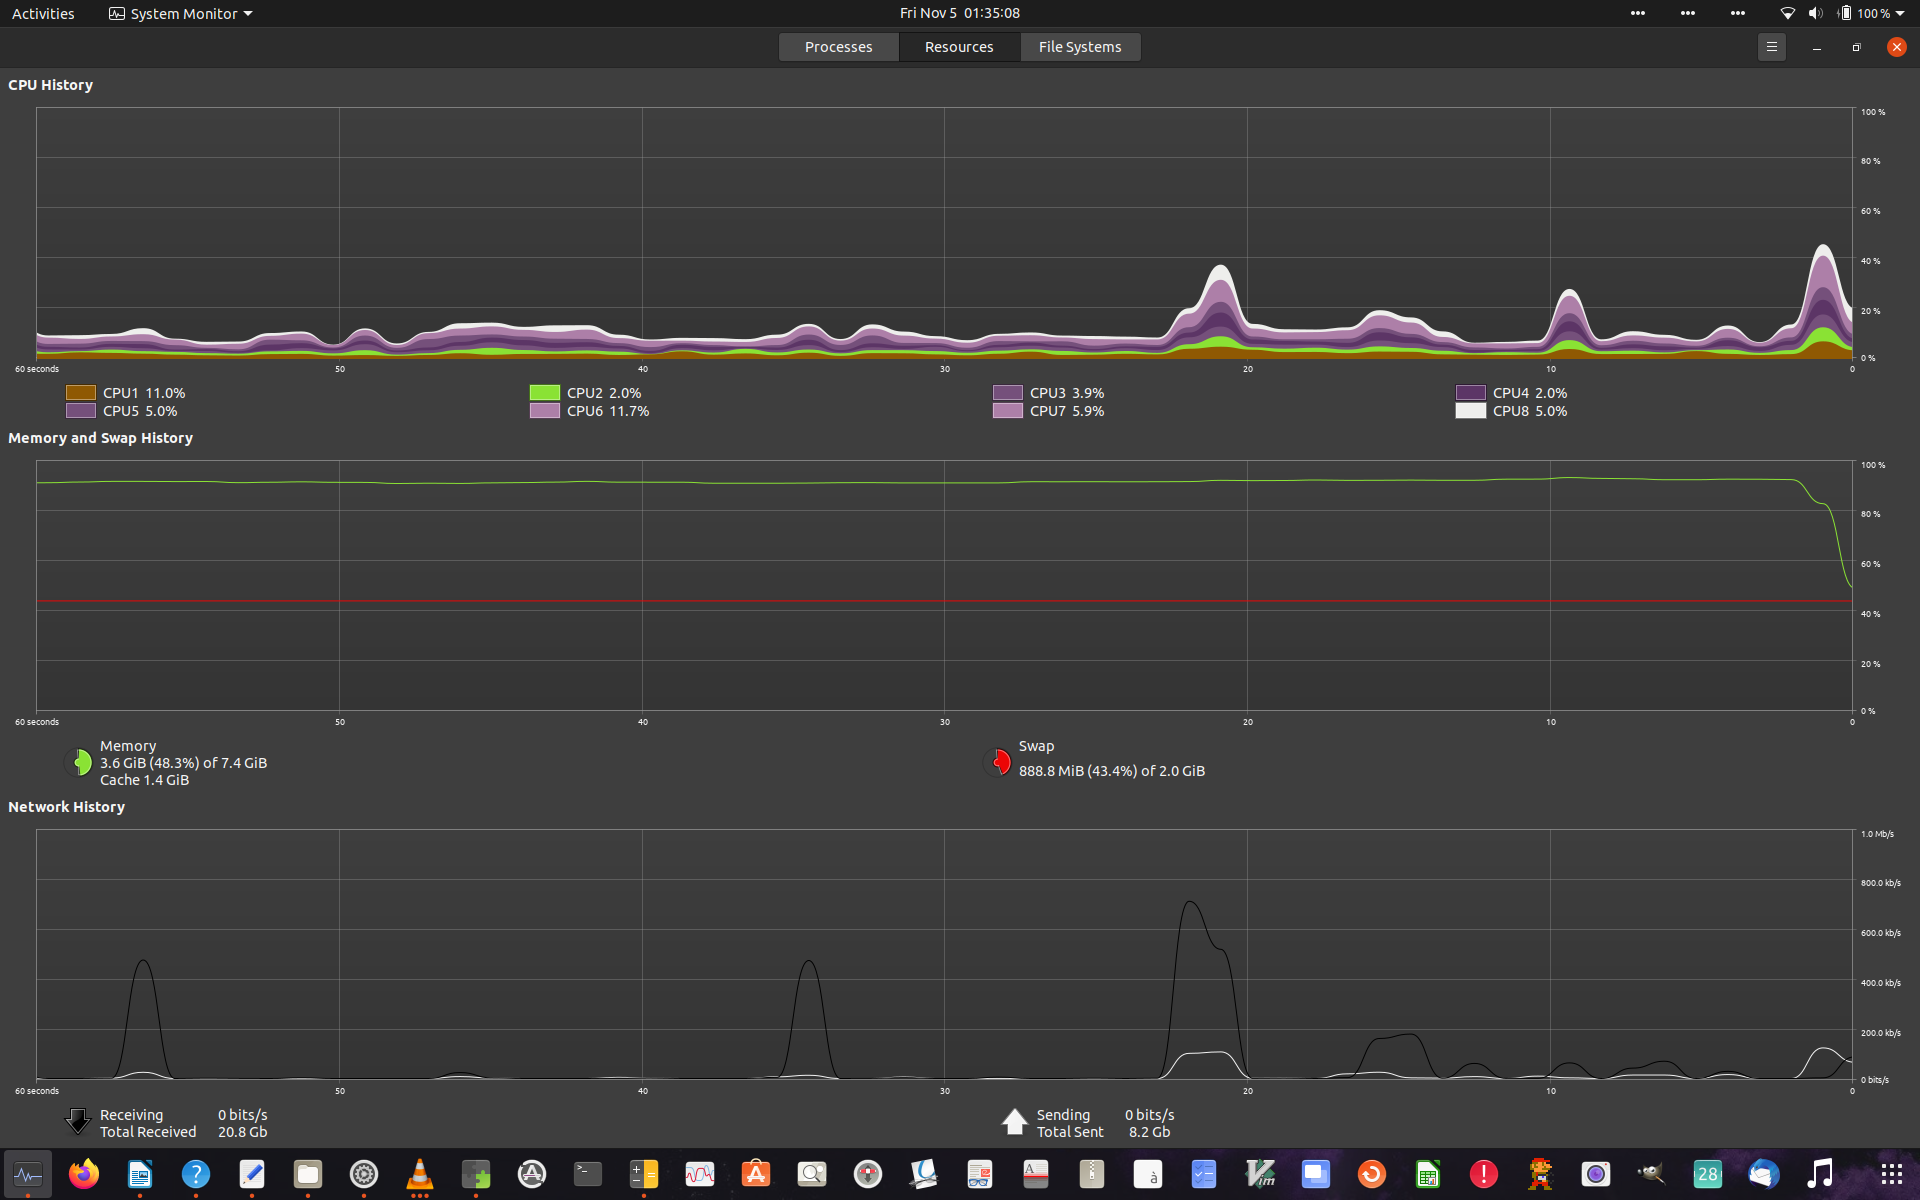 Activities System Monitor Fri Nov 5 01:35:08 100 %
Processes Resources File Systems
CPU History
100 %
80 %
60 %
40 %
20 %
0 %
60 seconds 50 40 30 20 10 0
CPU1 11.0% CPU2 2.0% CPU3 3.9% CPU4 2.0%
CPU5 5.0% CPU6 11.7% CPU7 5.9% CPU8 5.0%
Memory and Swap History
100 %
80 %
60 %
40 %
20 %
0 %
60 seconds 50 40 30 20 10 0
Memory
3.6 GiB (48.3%) of 7.4 GiB
Cache 1.4 GiB
Swap
888.8 MiB (43.4%) of 2.0 GiB
Network History
1.0 Mb/s
800.0 kb/s
600.0 kb/s
400.0 kb/s
200.0 kb/s
0 bits/s
60 seconds 50 40 30 20 10 0
Receiving 0 bits/s
Total Received 20.8 Gb
Sending 0 bits/s
Total Sent 8.2 Gb
? >_ A à Vim ! 28